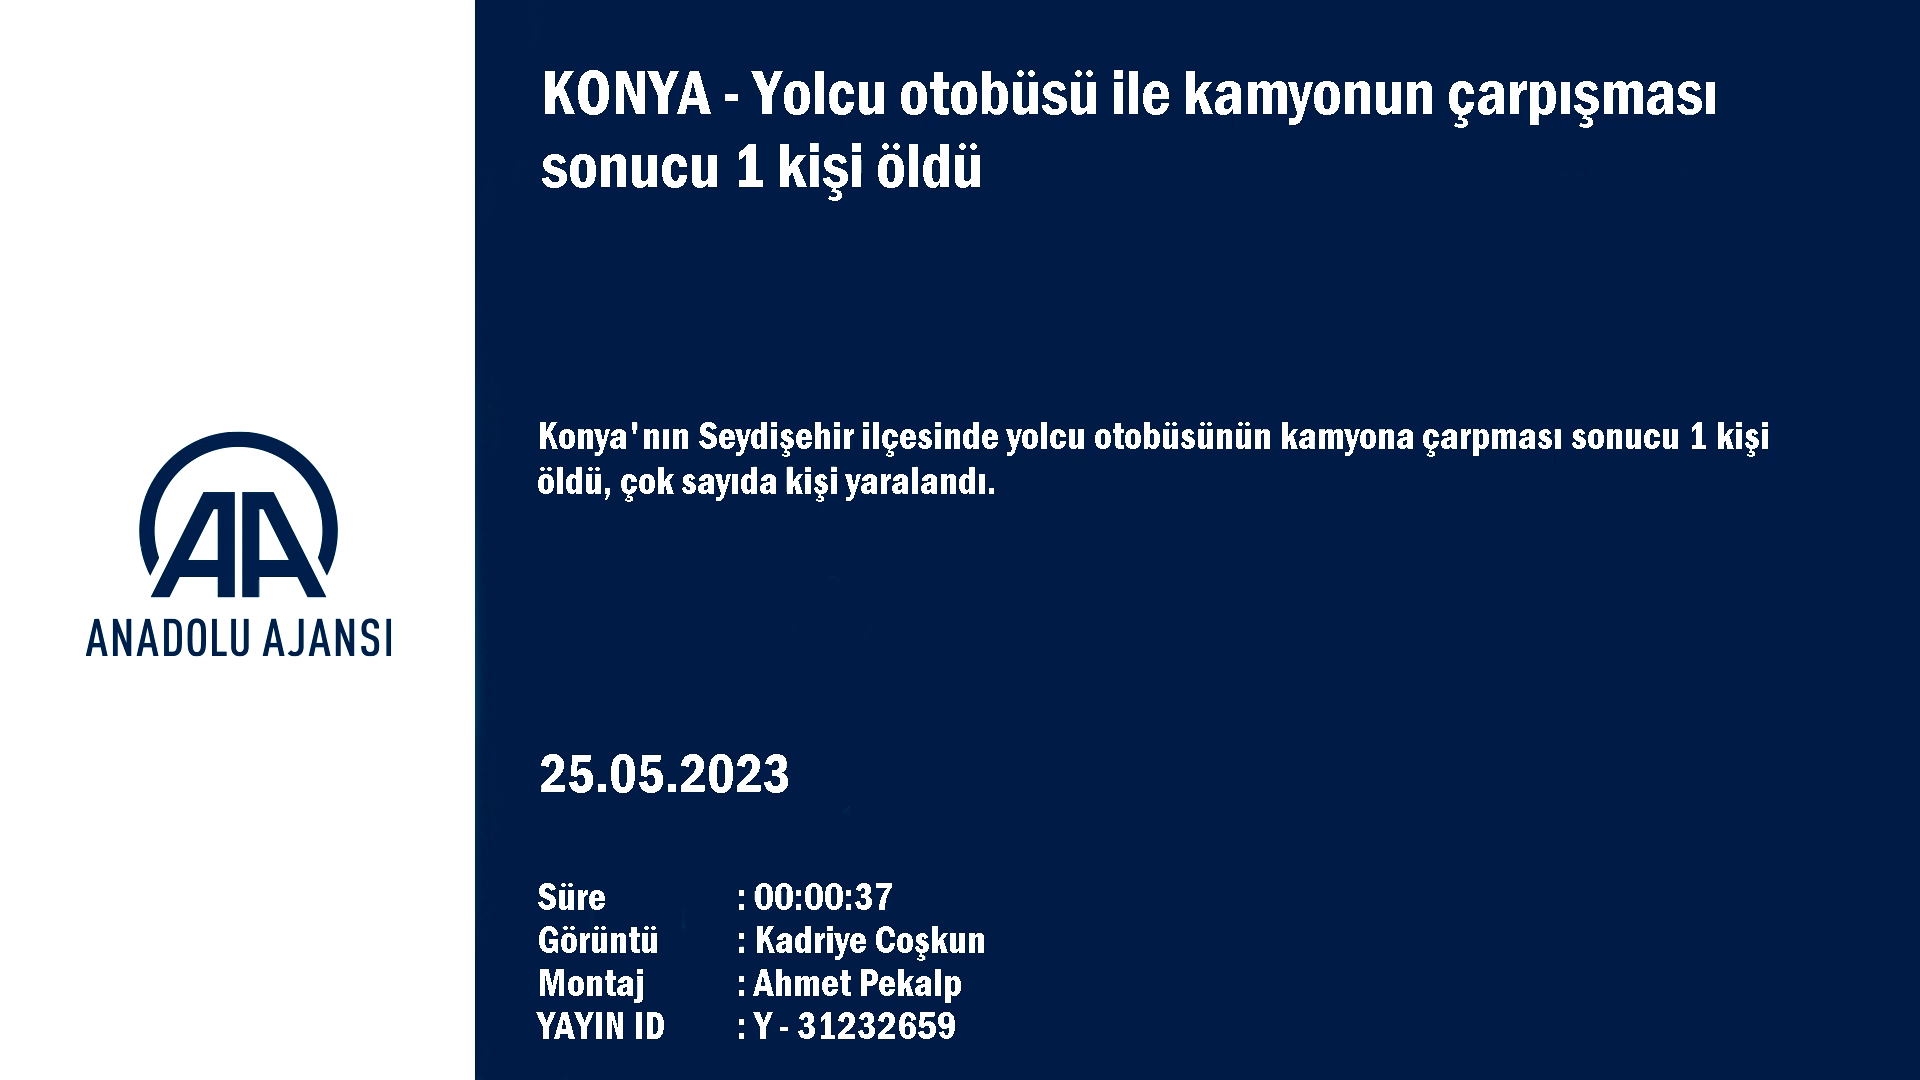 KONYA - Yolcu otobüsü ile kamyonun çarpışması
sonucu 1 kişi öldü
Konya'nın Seydişehir ilçesinde yolcu otobüsünün kamyona çarpması sonucu 1 kişi
öldü, çok sayıda kişi yaralandı.
AA
ANADOLU AJANSI
25.05.2023
Süre : 00:00:37
Görüntü : Kadriye Coşkun
Montaj : Ahmet Pekalp
YAYIN ID : Y - 31232659